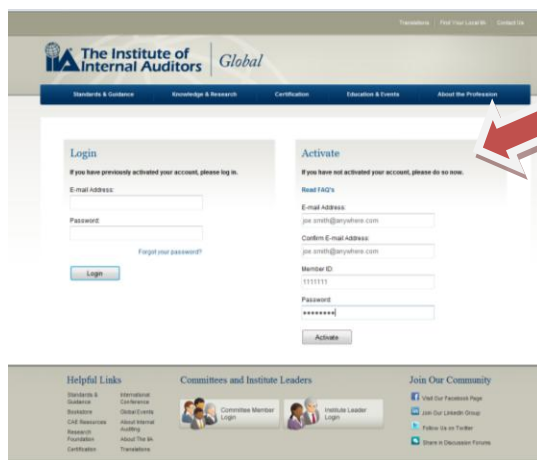 Translations | Find Your Local IIA | Contact Us
The Institute of
Internal Auditors
Global
Standards & Guidance
Knowledge & Research
Certification
Education & Events
About the Profession
Login
If you have previously activated your account, please log in.
E-mail Address:
Password:
Forgot your password?
Login
Activate
If you have not activated your account, please do so now.
Read FAQ's
E-mail Address:
joe.smith@anywhere.com
Confirm E-mail Address:
joe.smith@anywhere.com
Member ID:
1111111
Password:
••••••••
Activate
Helpful Links
Standards & Guidance
Bookstore
CAE Resources
Research Foundation
Certification
International Conference
Global Events
About Internal Auditing
About The IIA
Translations
Committees and Institute Leaders
Committee Member Login
Institute Leader Login
Join Our Community
Visit Our Facebook Page
Join Our LinkedIn Group
Follow Us on Twitter
Share in Discussion Forums